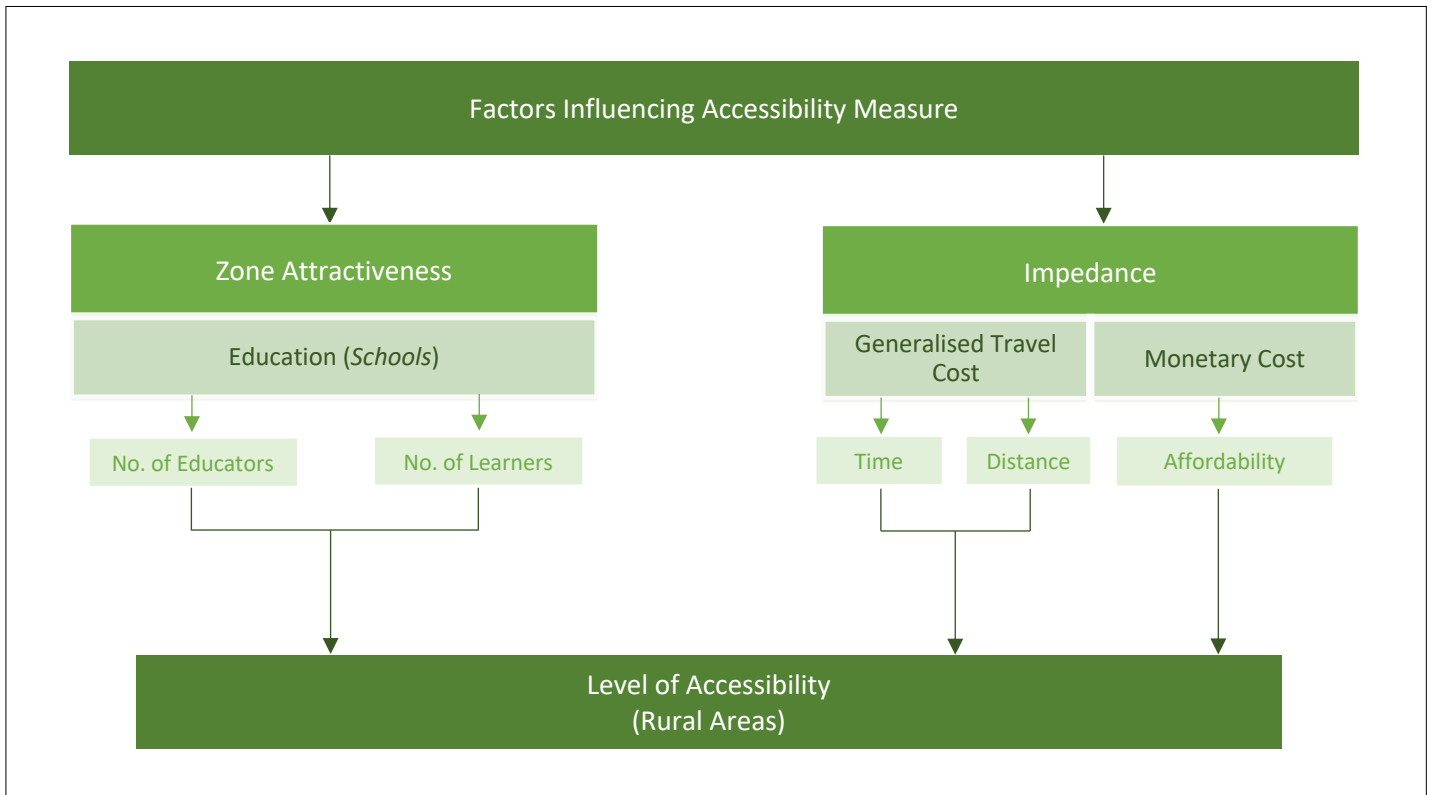 Factors Influencing Accessibility Measure
Zone Attractiveness
Impedance
Education (Schools)
Generalised Travel
Cost
Monetary Cost
No. of Educators
No. of Learners
Time
Distance
Affordability
Level of Accessibility
(Rural Areas)